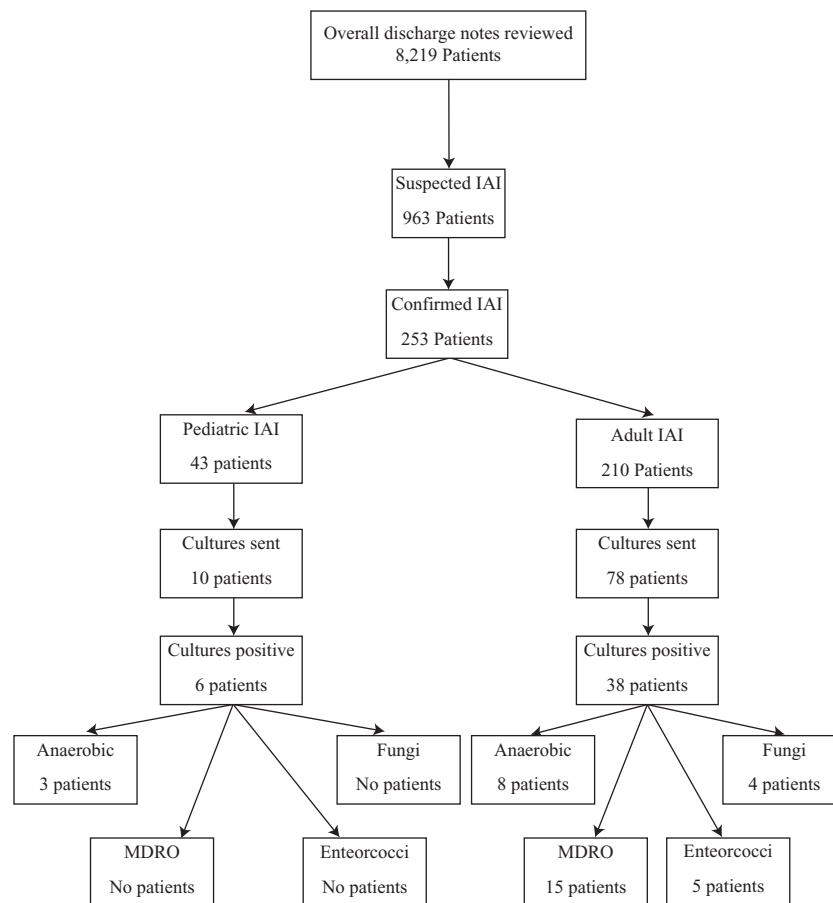 Overall discharge notes reviewed
8,219 Patients
Suspected IAI
963 Patients
Confirmed IAI
253 Patients
Pediatric IAI
43 patients
Adult IAI
210 Patients
Cultures sent
10 patients
Cultures sent
78 patients
Cultures positive
6 patients
Cultures positive
38 patients
Anaerobic
3 patients
Fungi
No patients
Anaerobic
8 patients
Fungi
4 patients
MDRO
No patients
Enteorcocci
No patients
MDRO
15 patients
Enteorcocci
5 patients